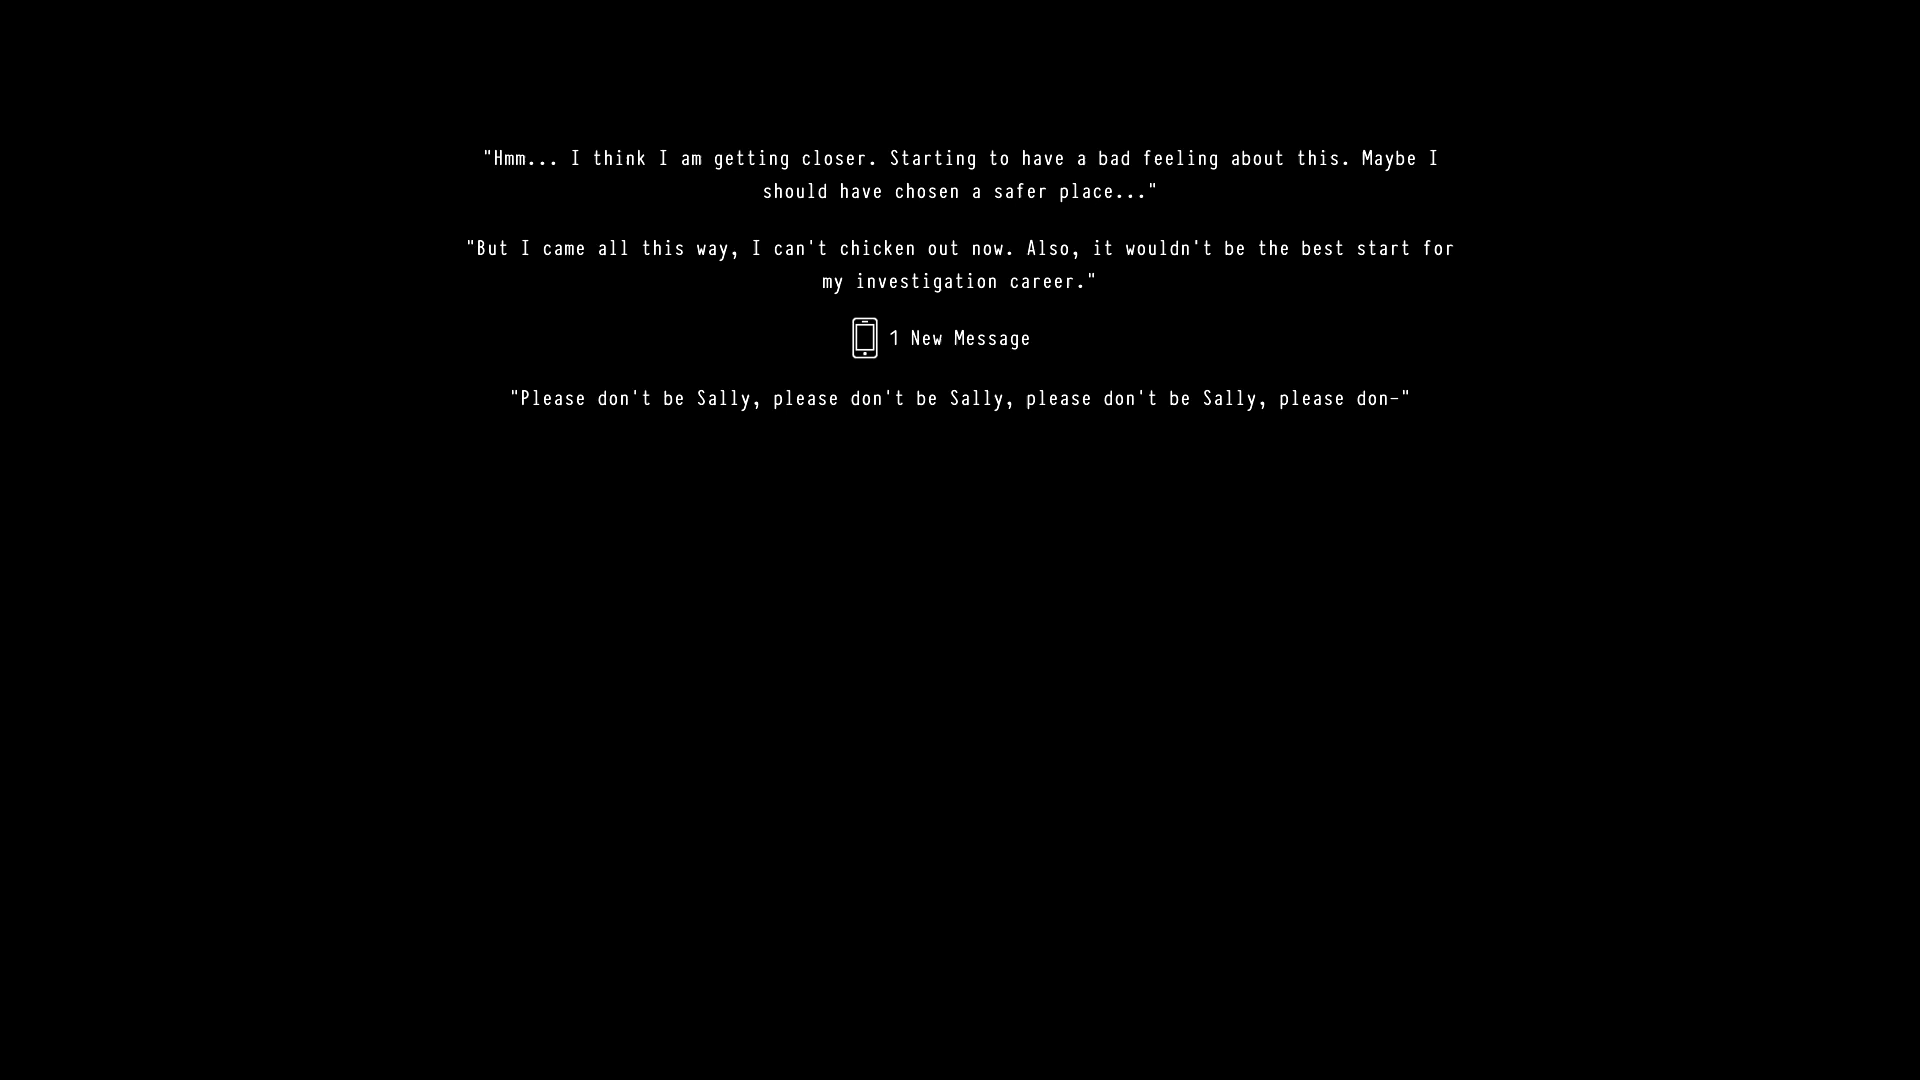 "Hmm... I think I am getting closer. Starting to have a bad feeling about this. Maybe I
should have chosen a safer place..."
"But I came all this way, I can't chicken out now. Also, it wouldn't be the best start for
my investigation career."
1 New Message
"Please don't be Sally, please don't be Sally, please don't be Sally, please don-"